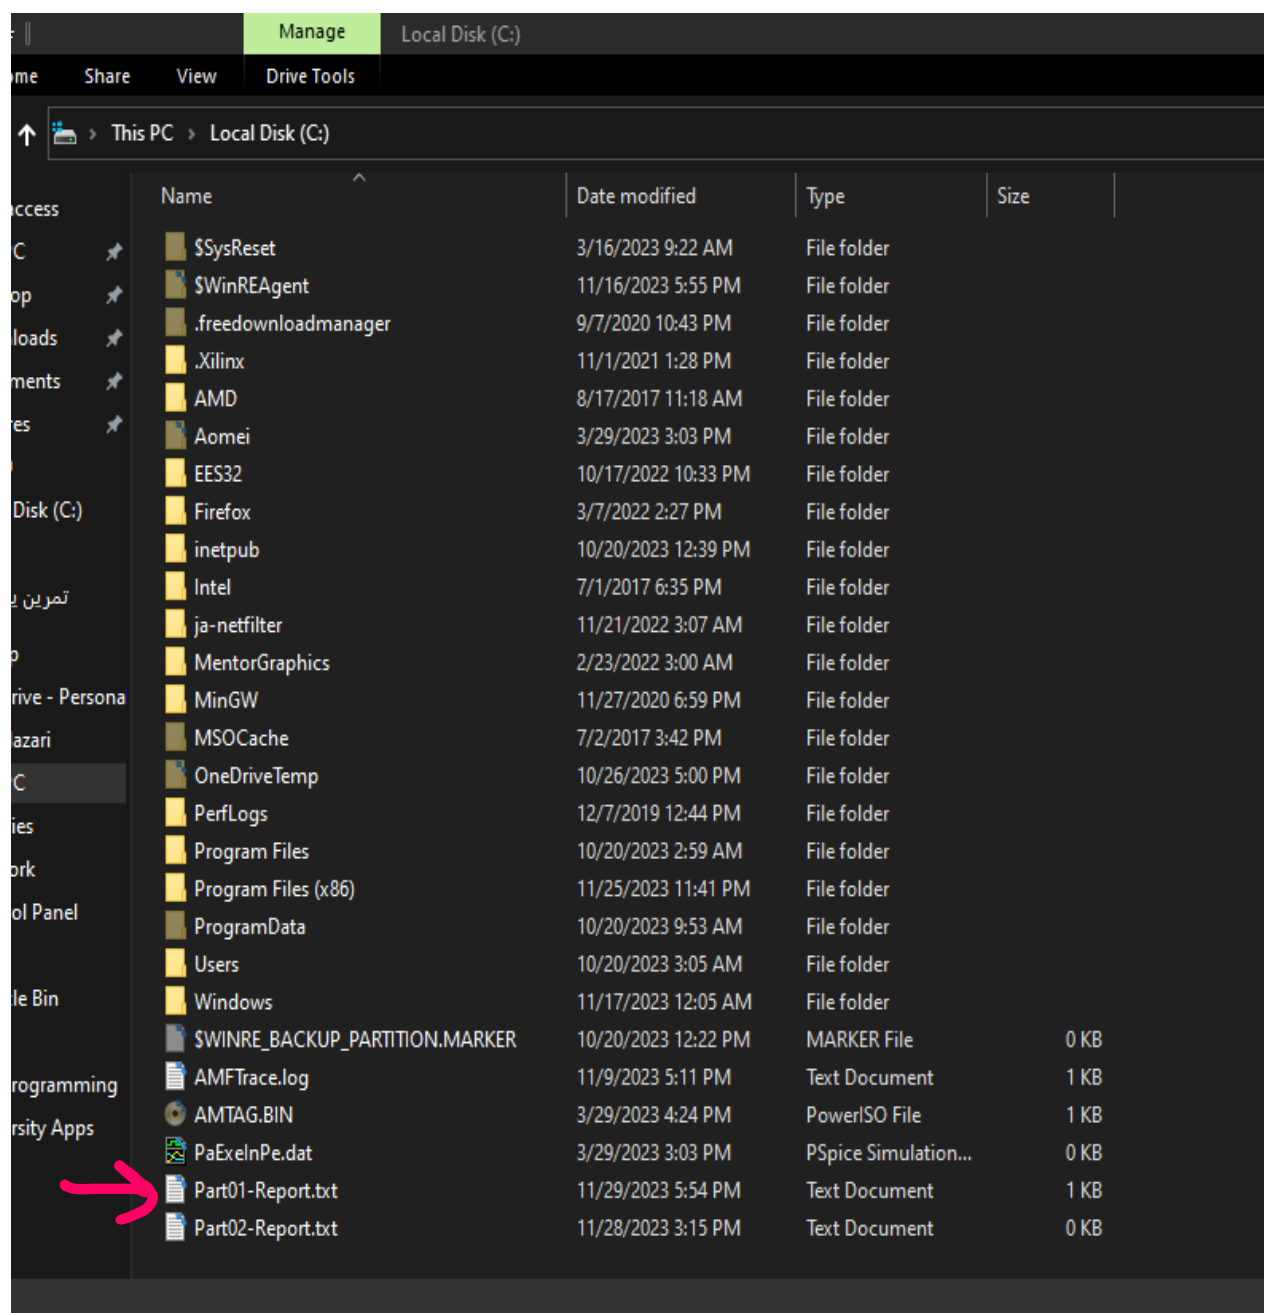 Manage Local Disk (C:)
Share View Drive Tools
This PC > Local Disk (C:)
Name Date modified Type Size
$SysReset 3/16/2023 9:22 AM File folder
$WinREAgent 11/16/2023 5:55 PM File folder
.freedownloadmanager 9/7/2020 10:43 PM File folder
.Xilinx 11/1/2021 1:28 PM File folder
AMD 8/17/2017 11:18 AM File folder
Aomei 3/29/2023 3:03 PM File folder
EES32 10/17/2022 10:33 PM File folder
Disk (C:) Firefox 3/7/2022 2:27 PM File folder
inetpub 10/20/2023 12:39 PM File folder
تمرین Intel 7/1/2017 6:35 PM File folder
ja-netfilter 11/21/2022 3:07 AM File folder
MentorGraphics 2/23/2022 3:00 AM File folder
rive - Persona MinGW 11/27/2020 6:59 PM File folder
azari MSOCache 7/2/2017 3:42 PM File folder
OneDriveTemp 10/26/2023 5:00 PM File folder
ies PerfLogs 12/7/2019 12:44 PM File folder
ork Program Files 10/20/2023 2:59 AM File folder
Program Files (x86) 11/25/2023 11:41 PM File folder
ol Panel ProgramData 10/20/2023 9:53 AM File folder
Users 10/20/2023 3:05 AM File folder
le Bin Windows 11/17/2023 12:05 AM File folder
$WINRE_BACKUP_PARTITION.MARKER 10/20/2023 12:22 PM MARKER File 0 KB
rogramming AMFTrace.log 11/9/2023 5:11 PM Text Document 1 KB
rsity Apps AMTAG.BIN 3/29/2023 4:24 PM PowerISO File 1 KB
PaExeInPe.dat 3/29/2023 3:03 PM PSpice Simulation... 0 KB
Part01-Report.txt 11/29/2023 5:54 PM Text Document 1 KB
Part02-Report.txt 11/28/2023 3:15 PM Text Document 0 KB